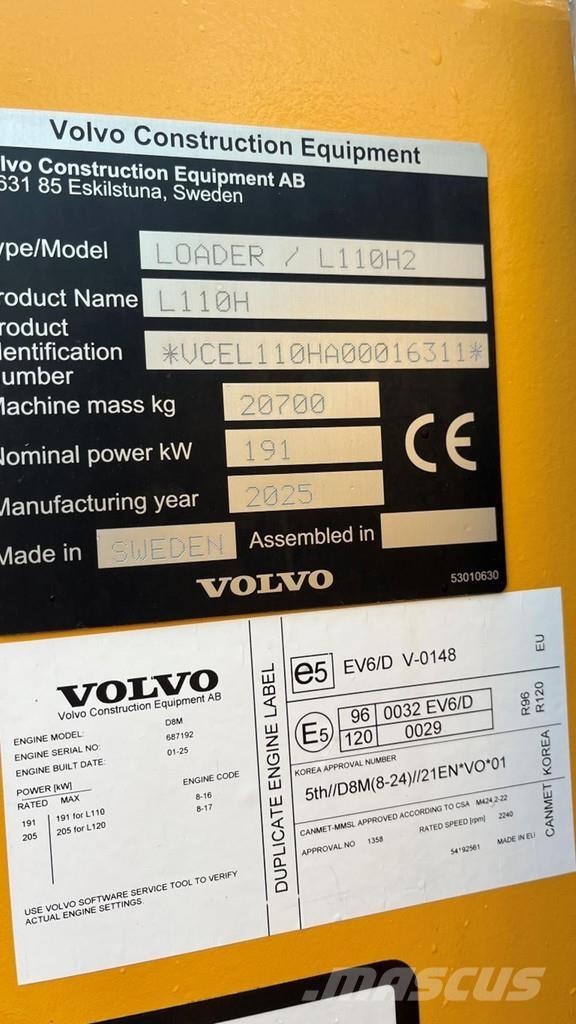 Volvo Construction Equipment
lvo Construction Equipment AB
631 85 Eskilstuna, Sweden
ype/Model LOADER / L110H2
roduct Name L110H
roduct
dentification
umber *VCEL110HA00016311*
Machine mass kg 20700
Nominal power kW 191
Manufacturing year 2025
Made in SWEDEN Assembled in
CE
VOLVO
53010630
VOLVO
Volvo Construction Equipment AB
ENGINE MODEL: D8M
ENGINE SERIAL NO: 687192
ENGINE BUILT DATE: 01-25
POWER [kW] ENGINE CODE
RATED MAX
191 191 for L110 8-16
205 205 for L120 8-17
USE VOLVO SOFTWARE SERVICE TOOL TO VERIFY
ACTUAL ENGINE SETTINGS.
DUPLICATE ENGINE LABEL
e5 EV6/D V-0148 EU
E5 96 0032 EV6/D R96
120 0029 R120
KOREA APPROVAL NUMBER
5th//D8M(8-24)//21EN*VO*01 KOREA
CANMET-MMSL APPROVED ACCORDING TO CSA M424,2-22
APPROVAL NO 1358 RATED SPEED [rpm] 2240
54192561 MADE IN EU
CANMET
mascus